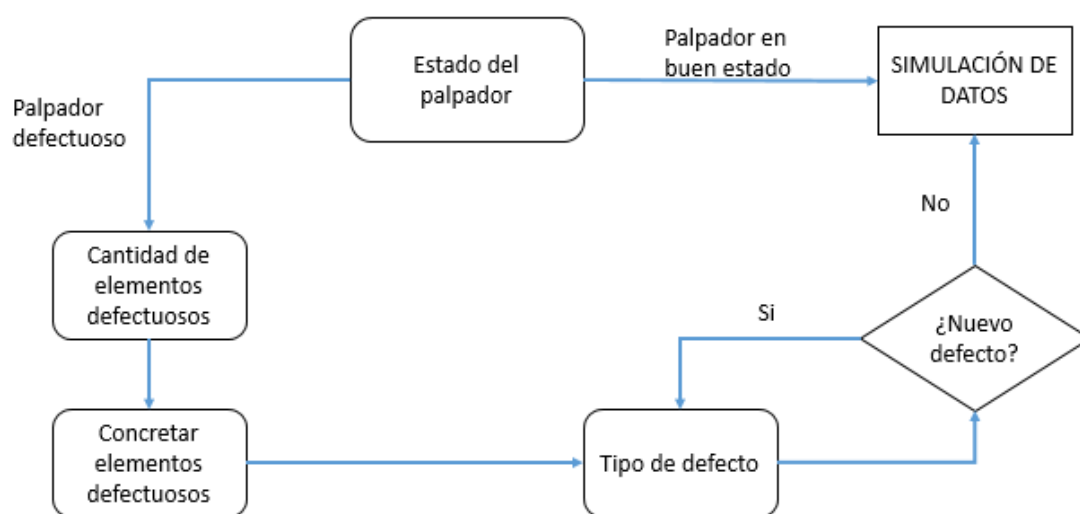 Estado del
palpador
Palpador en
buen estado
SIMULACIÓN DE
DATOS
Palpador
defectuoso
No
Cantidad de
elementos
defectuosos
Si
¿Nuevo
defecto?
Concretar
elementos
defectuosos
Tipo de defecto